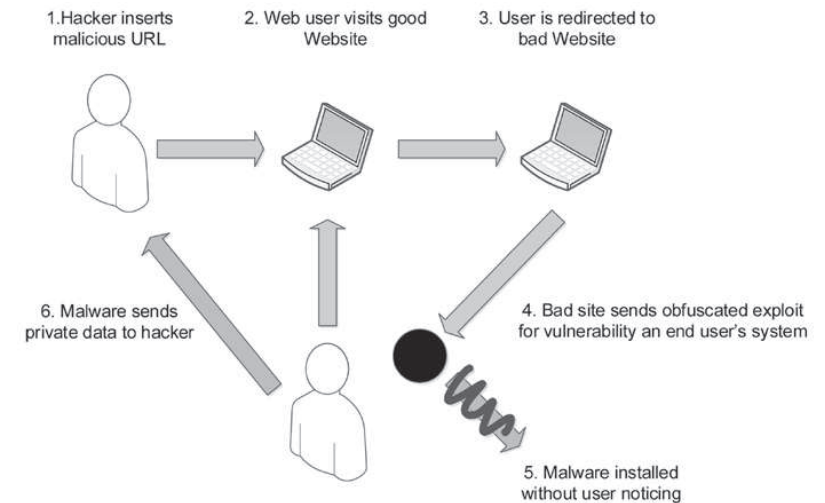 1.Hacker inserts
malicious URL
2. Web user visits good
Website
3. User is redirected to
bad Website
6. Malware sends
private data to hacker
4. Bad site sends obfuscated exploit
for vulnerability an end user's system
5. Malware installed
without user noticing